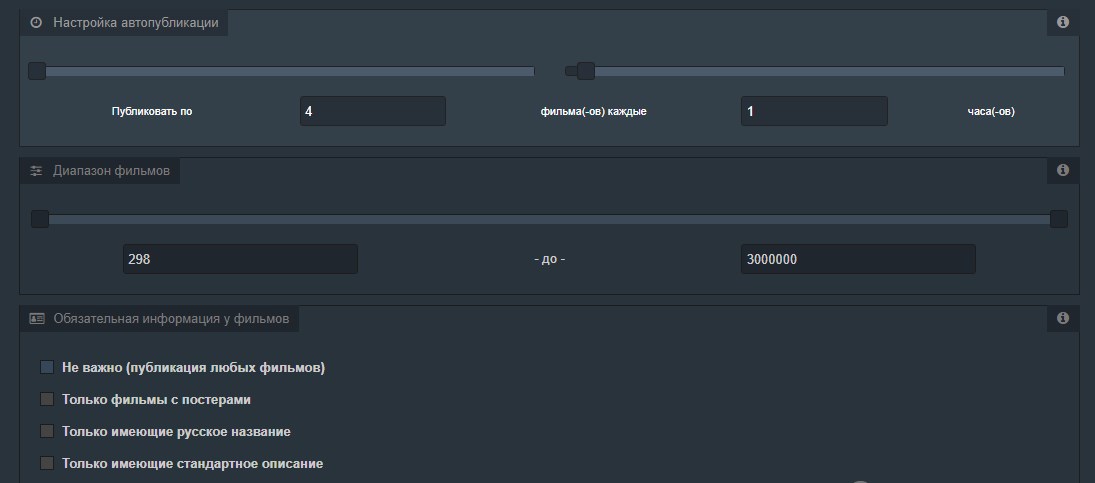 Настройка автопубликации
Публиковать по 4 фильма(-ов) каждые 1 часа(-ов)
Диапазон фильмов
298 - до - 3000000
Обязательная информация у фильмов
Не важно (публикация любых фильмов)
Только фильмы с постерами
Только имеющие русское название
Только имеющие стандартное описание